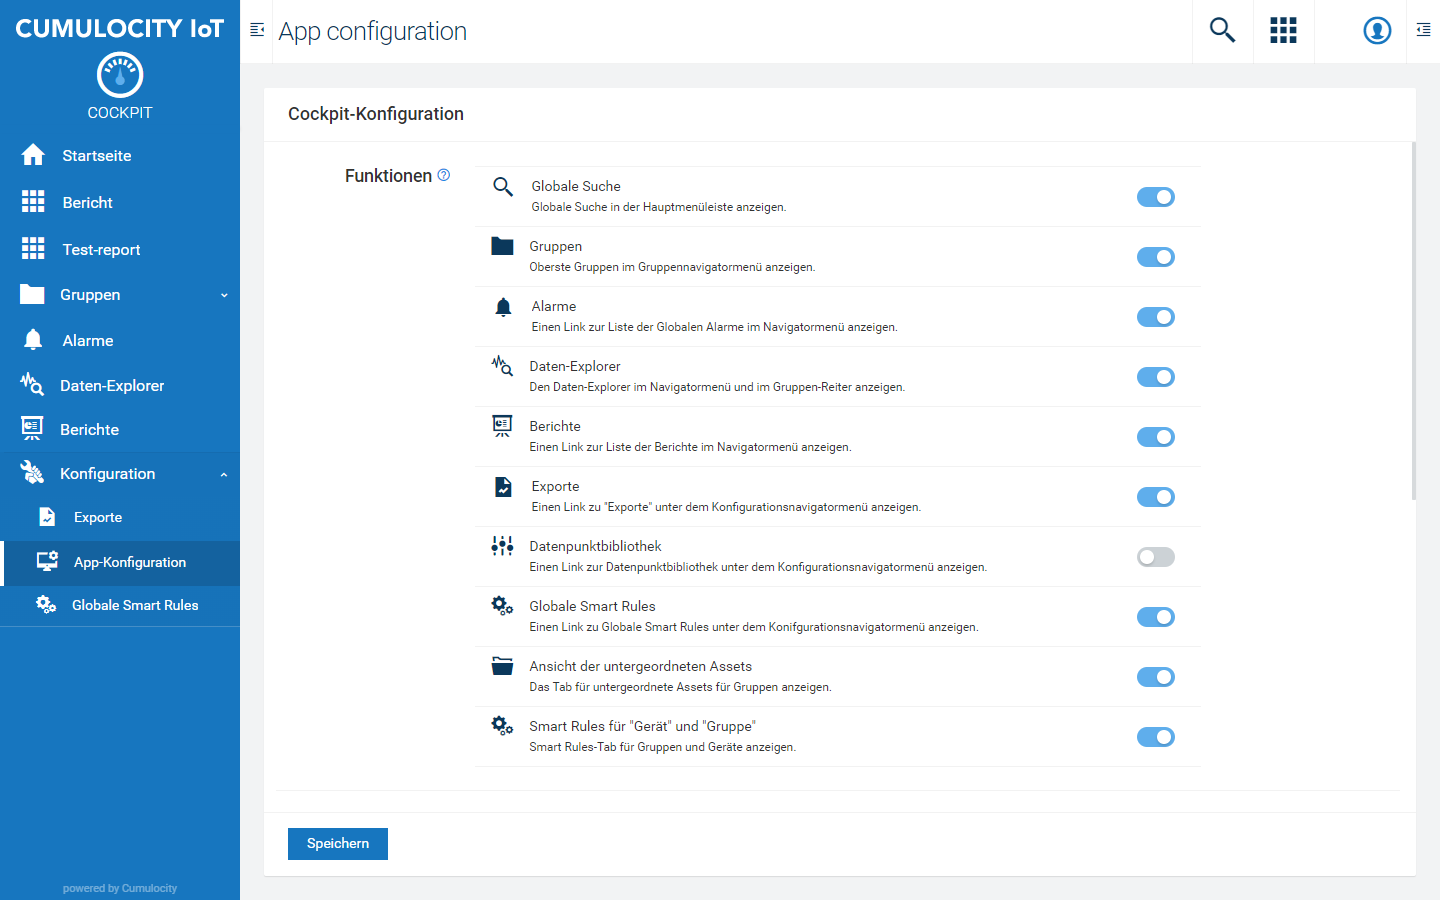 CUMULOCITY IoT
COCKPIT
Startseite
Bericht
Test-report
Gruppen
Alarme
Daten-Explorer
Berichte
Konfiguration
Exporte
App-Konfiguration
Globale Smart Rules
powered by Cumulocity
App configuration
Cockpit-Konfiguration
Funktionen
Globale Suche
Globale Suche in der Hauptmenüleiste anzeigen.
Gruppen
Oberste Gruppen im Gruppennavigatormenü anzeigen.
Alarme
Einen Link zur Liste der Globalen Alarme im Navigatormenü anzeigen.
Daten-Explorer
Den Daten-Explorer im Navigatormenü und im Gruppen-Reiter anzeigen.
Berichte
Einen Link zur Liste der Berichte im Navigatormenü anzeigen.
Exporte
Einen Link zu "Exporte" unter dem Konfigurationsnavigatormenü anzeigen.
Datenpunktbibliothek
Einen Link zur Datenpunktbibliothek unter dem Konfigurationsnavigatormenü anzeigen.
Globale Smart Rules
Einen Link zu Globale Smart Rules unter dem Konifgurationsnavigatormenü anzeigen.
Ansicht der untergeordneten Assets
Das Tab für untergeordnete Assets für Gruppen anzeigen.
Smart Rules für "Gerät" und "Gruppe"
Smart Rules-Tab für Gruppen und Geräte anzeigen.
Speichern